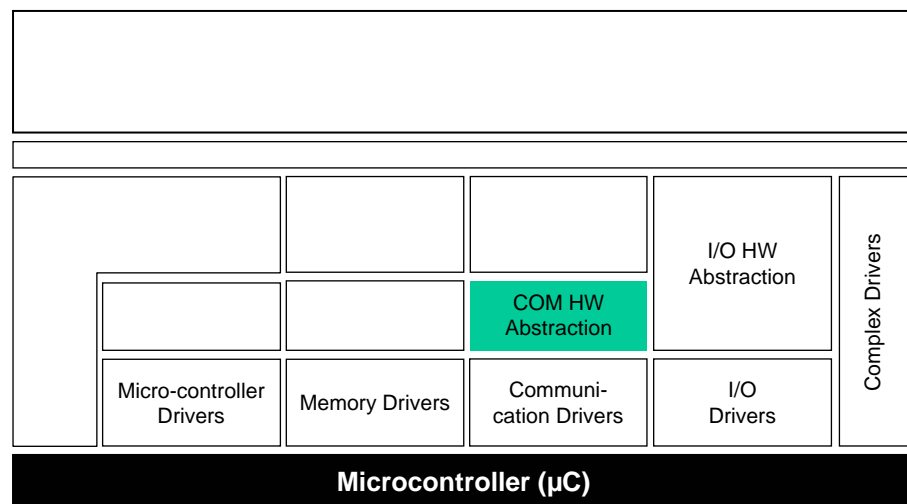 I/O HW
Abstraction
Complex Drivers
COM HW
Abstraction
Micro-controller
Drivers
Memory Drivers
Communi-
cation Drivers
I/O
Drivers
Microcontroller (µC)